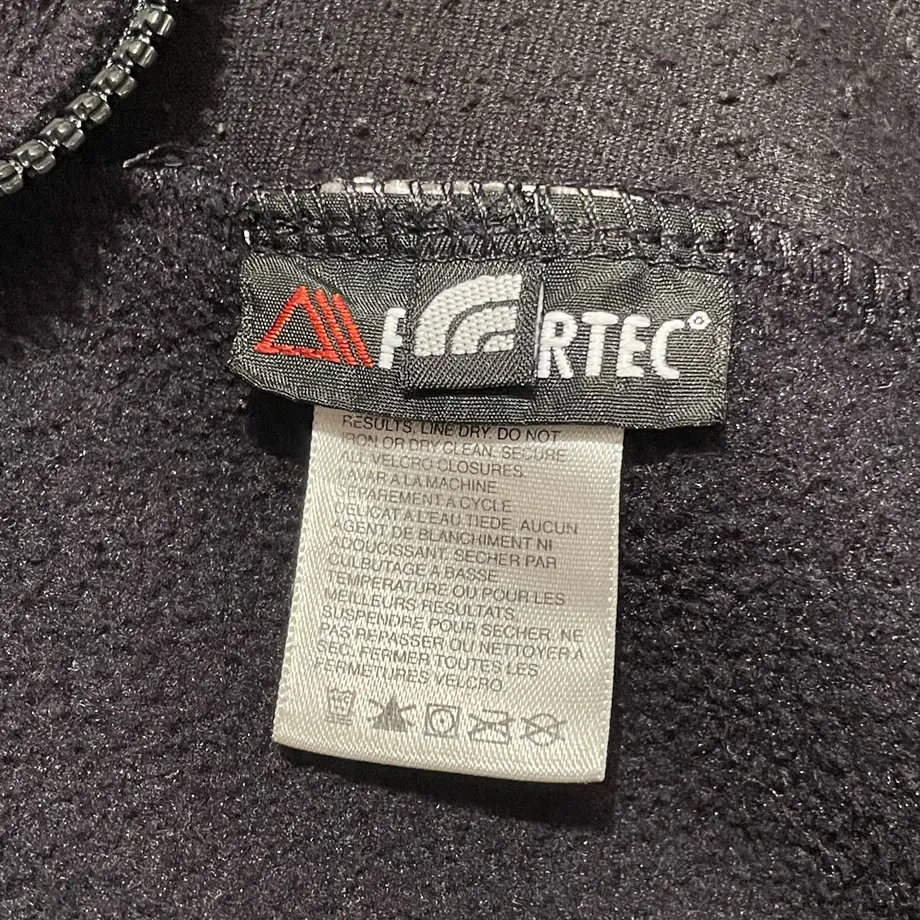 F RTEC°
RESULTS, LINE DRY. DO NOT
IRON OR DRY CLEAN. SECURE
ALL VELCRO CLOSURES.
LAVAR A LA MACHINE
SEPAREMENT A CYCLE
DELICAT A L'EAU TIEDE, AUCUN
AGENT DE BLANCHIMENT NI
ADOUCISSANT. SECHER PAR
CULBUTAGE A BASSE
TEMPERATURE OU POUR LES
MEILLEURS RESULTATS,
SUSPENDRE POUR SECHER. NE
PAS REPASSER OU NETTOYER A
SEC. FERMER TOUTES LES
FERMETURES VELCRO.